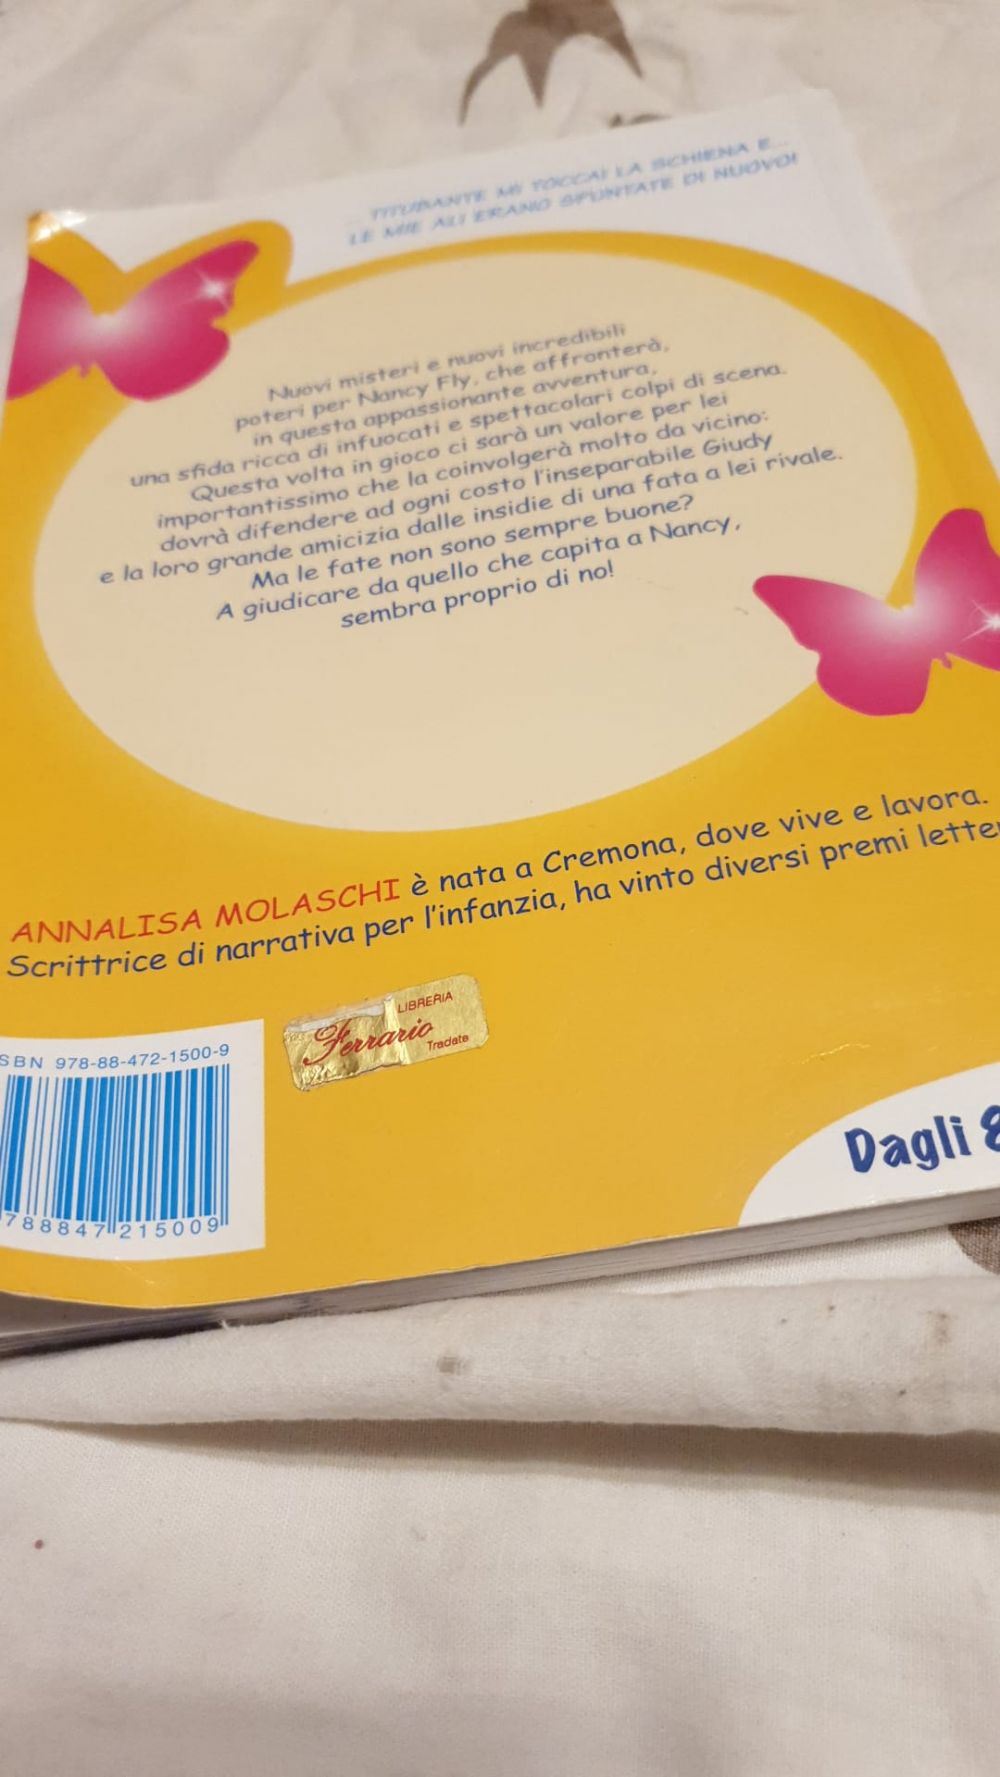 ... TITUBANTE MI TOCCAI LA SCHIENA E...
LE MIE ALI ERANO SPUNTATE DI NUOVO!
Nuovi misteri e nuovi incredibili
poteri per Nancy Fly, che affronterà,
in questa appassionante avventura,
una sfida ricca di infuocati e spettacolari colpi di scena.
Questa volta in gioco ci sarà un valore per lei
importantissimo che la coinvolgerà molto da vicino:
dovrà difendere ad ogni costo l'inseparabile Giudy
e la loro grande amicizia dalle insidie di una fata a lei rivale.
Ma le fate non sono sempre buone?
A giudicare da quello che capita a Nancy,
sembra proprio di no!
ANNALISA MOLASCHI è nata a Cremona, dove vive e lavora.
Scrittrice di narrativa per l'infanzia, ha vinto diversi premi letter
LIBRERIA
Ferrario
Tradate
SBN 978-88-472-1500-9
788847 215009
Dagli 8